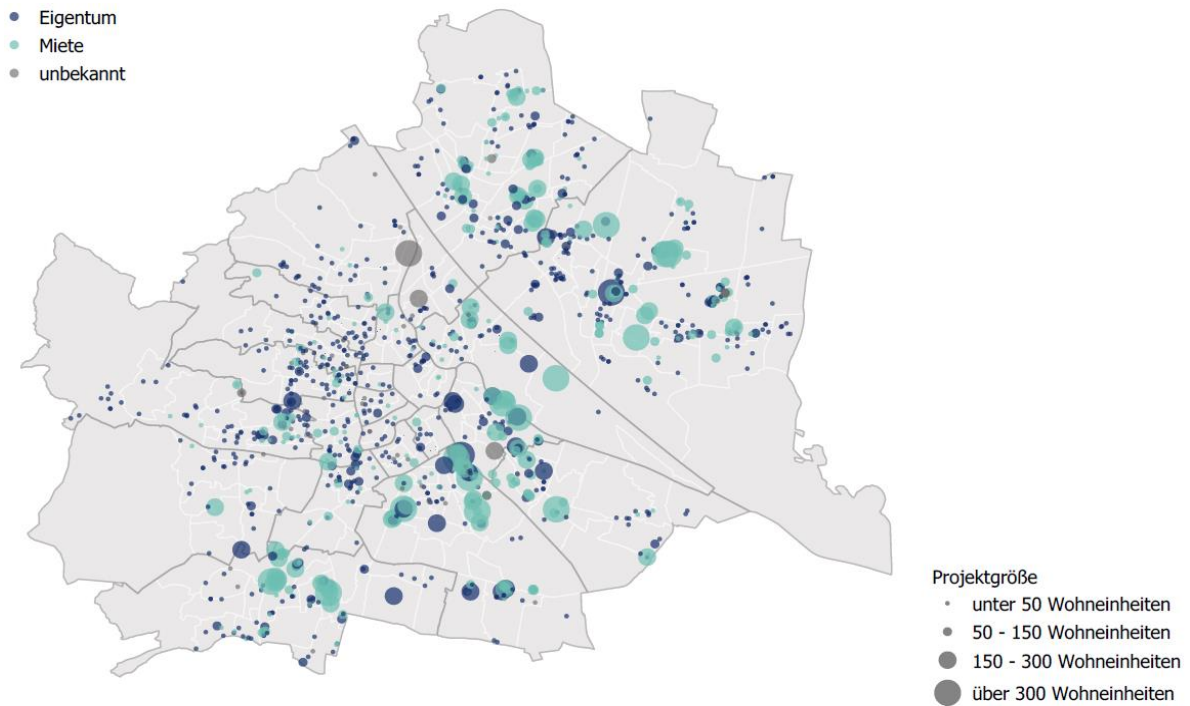 Eigentum
Miete
unbekannt
Projektgröße
unter 50 Wohneinheiten
50 - 150 Wohneinheiten
150 - 300 Wohneinheiten
über 300 Wohneinheiten